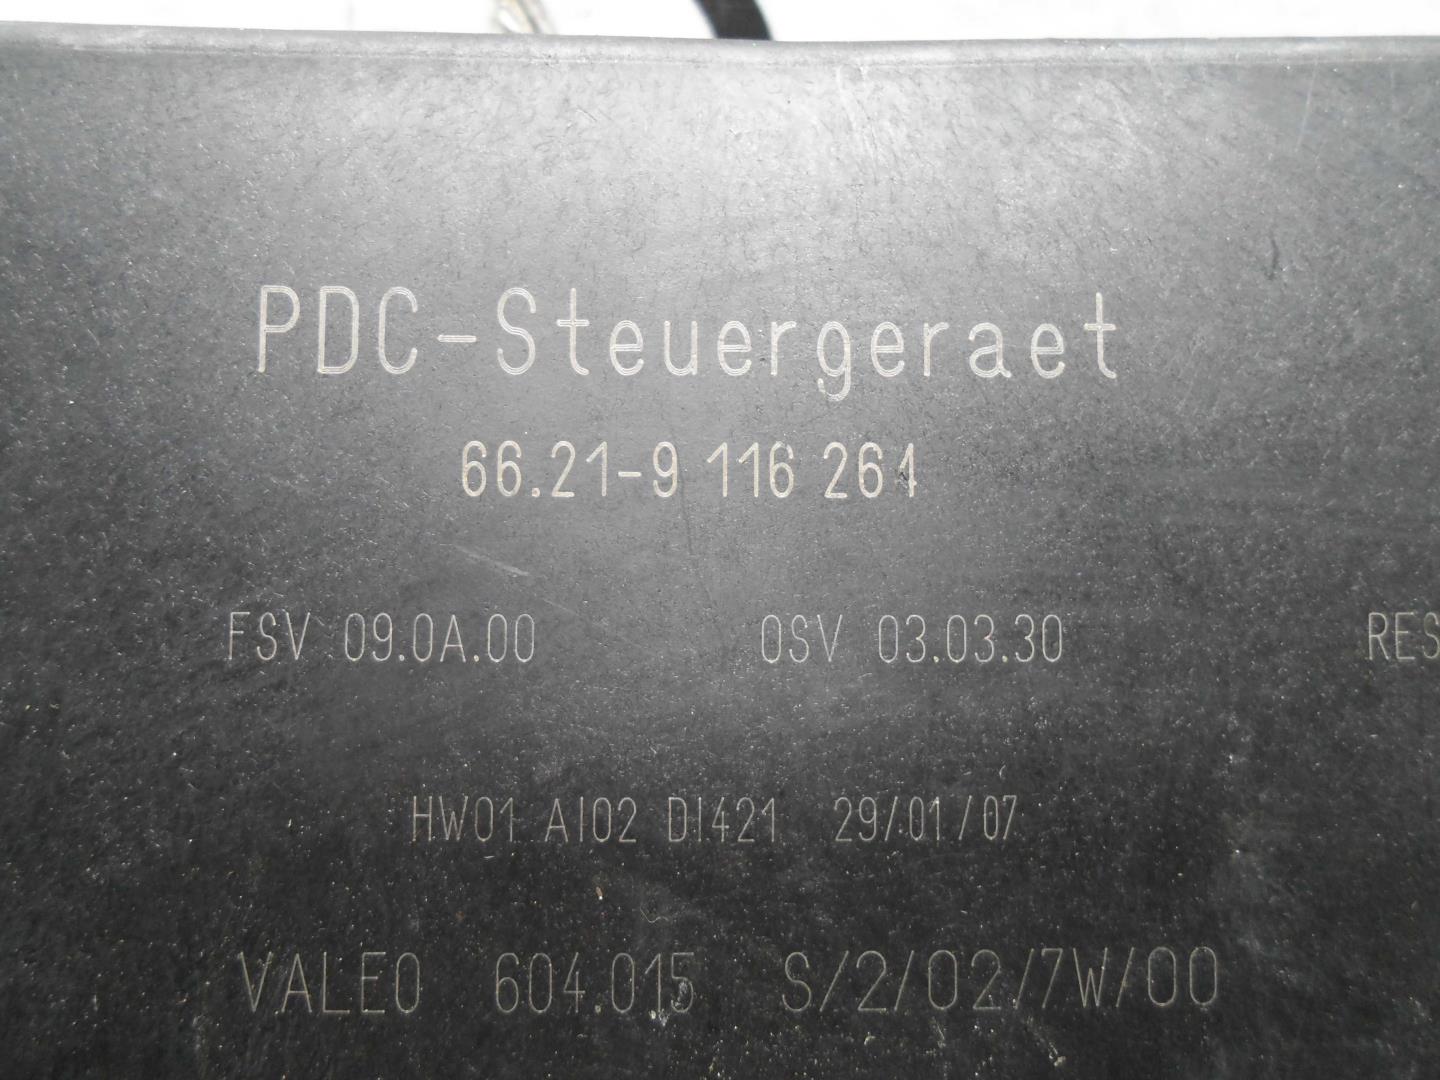 PDC-Steuergeraet
66.21-9 116 261
FSV 09.0A.00 OSV 03.03.30 RES
HW01 AI02 DI421 29/01/07
VALEO 604.015 S/2/02/7W/00